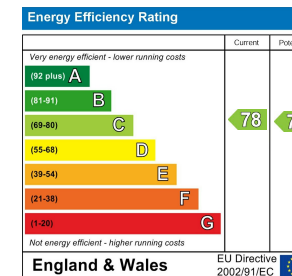 Energy Efficiency Rating
Current
Very energy efficient - lower running costs
(92 plus) A
(81-91) B
(69-80) C
78
(55-68) D
(39-54) E
(21-38) F
(1-20) G
Not energy efficient - higher running costs
England & Wales
EU Directive
2002/91/EC